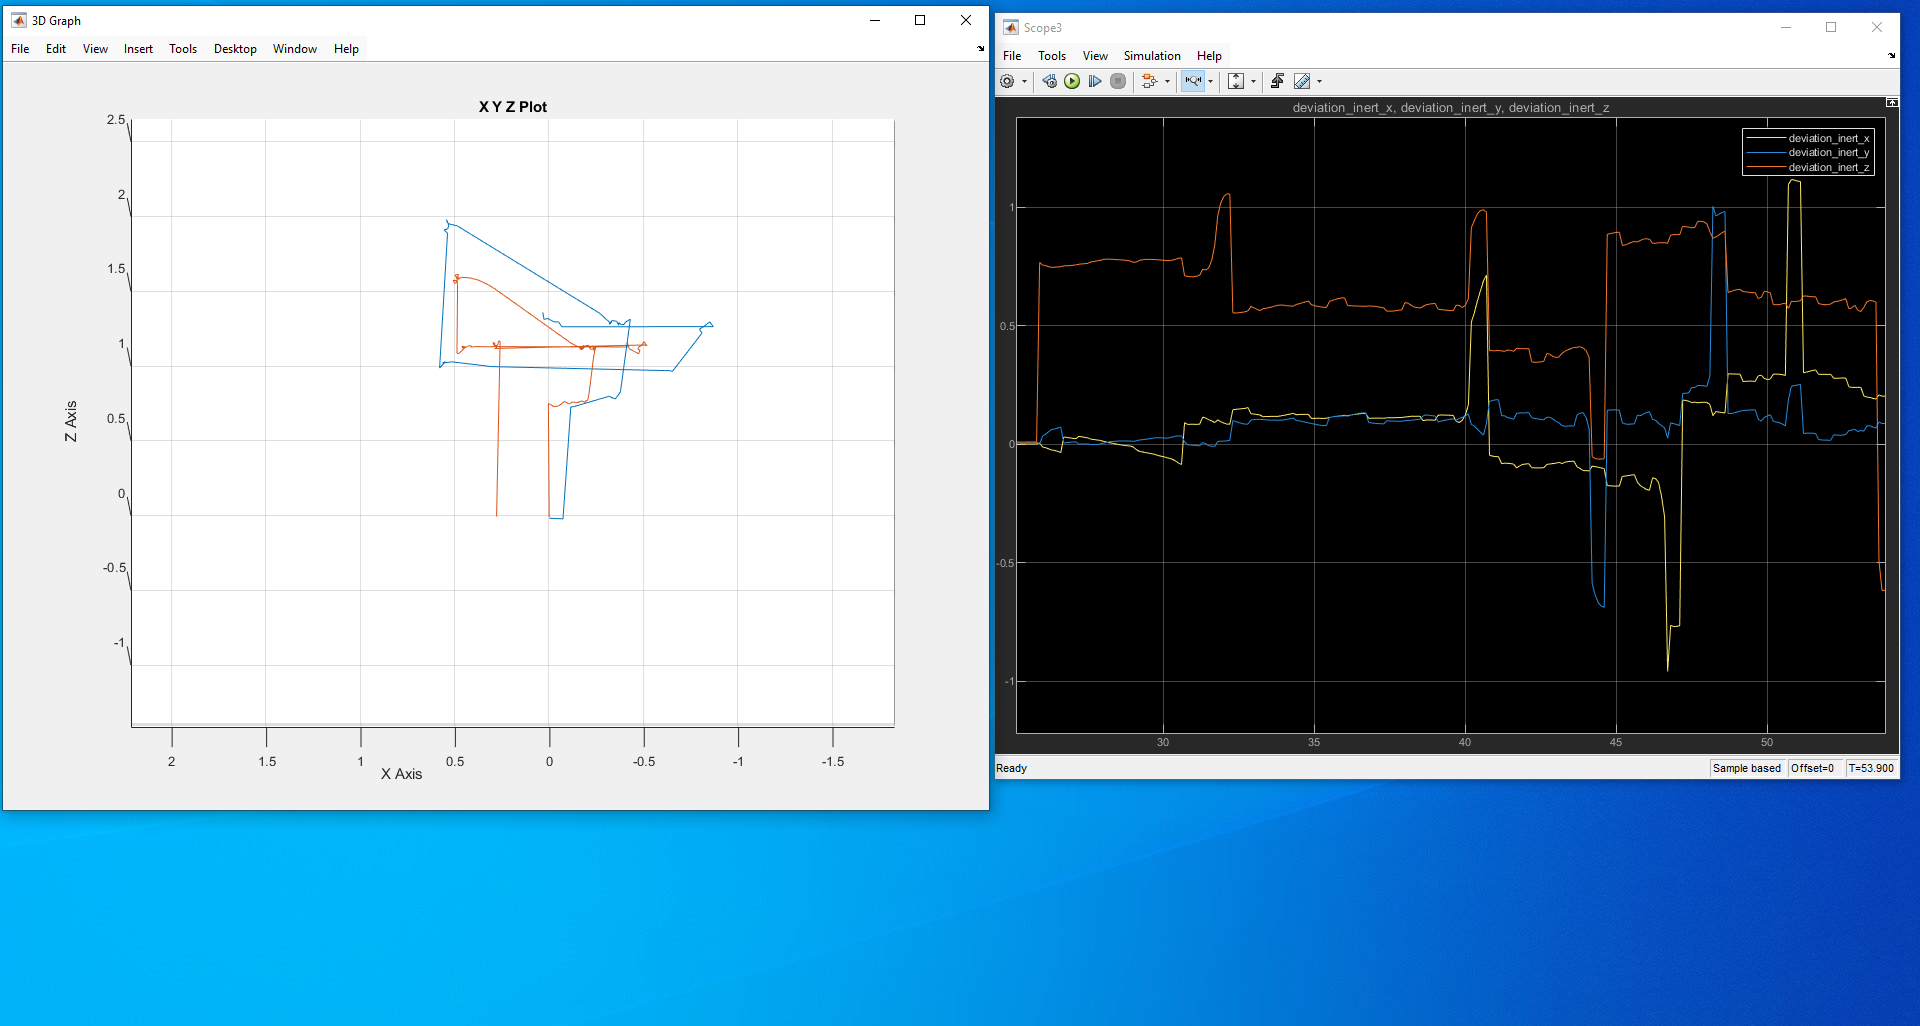 3D Graph
File Edit View Insert Tools Desktop Window Help
X Y Z Plot
2.5
2
1.5
1
0.5
0
-0.5
-1
Z Axis
2 1.5 1 0.5 0 -0.5 -1 -1.5
X Axis
Scope3
File Tools View Simulation Help
deviation_inert_x, deviation_inert_y, deviation_inert_z
deviation_inert_x
deviation_inert_y
deviation_inert_z
1
0.5
0
-0.5
-1
30 35 40 45 50
Ready Sample based Offset=0 T=53.900